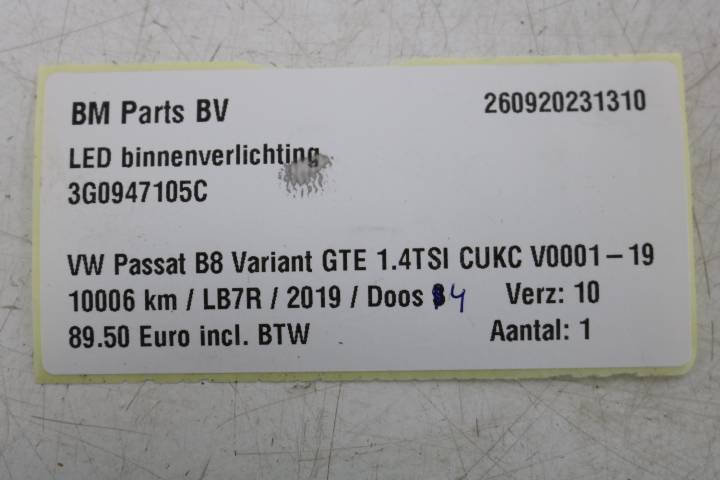 BM Parts BV 260920231310
LED binnenverlichting
3G0947105C
VW Passat B8 Variant GTE 1.4TSI CUKC V0001-19
10006 km / LB7R / 2019 / Doos 4 Verz: 10
89.50 Euro incl. BTW Aantal: 1